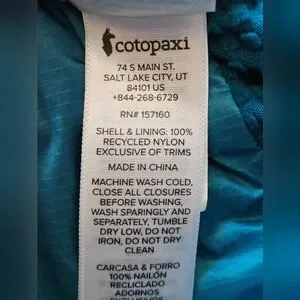 cotopaxi
74 S MAIN ST.
SALT LAKE CITY, UT
84101 US
+844-268-6729
RN# 157160
SHELL & LINING: 100%
RECYCLED NYLON
EXCLUSIVE OF TRIMS
MADE IN CHINA
MACHINE WASH COLD,
CLOSE ALL CLOSURES
BEFORE WASHING,
WASH SPARINGLY AND
SEPARATELY, TUMBLE
DRY LOW, DO NOT
IRON, DO NOT DRY
CLEAN
CARCASA & FORRO
100% NAILÓN
RECICLADO
ADORNOS
EXCLUSIVOS